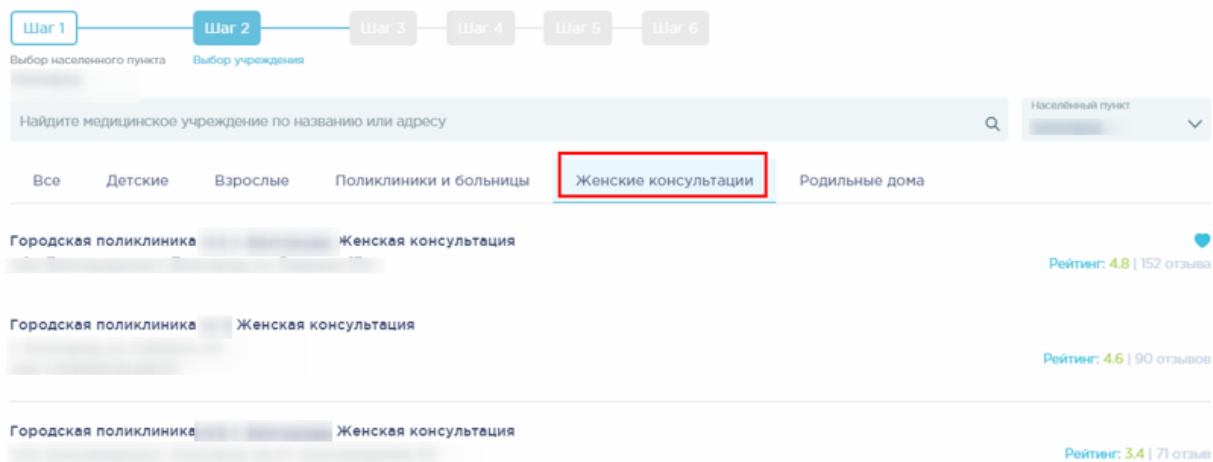 Шаг 1 Шаг 2 Шаг 3 Шаг 4 Шаг 5 Шаг 6
Выбор населенного пункта Выбор учреждения
Найдите медицинское учреждение по названию или адресу
Населённый пункт
Все Детские Взрослые Поликлиники и больницы Женские консультации Родильные дома
Городская поликлиника Женская консультация
Рейтинг: 4.8 | 152 отзыва
Городская поликлиника Женская консультация
Рейтинг: 4.6 | 90 отзывов
Городская поликлиника Женская консультация
Рейтинг: 3.4 | 71 отзыв